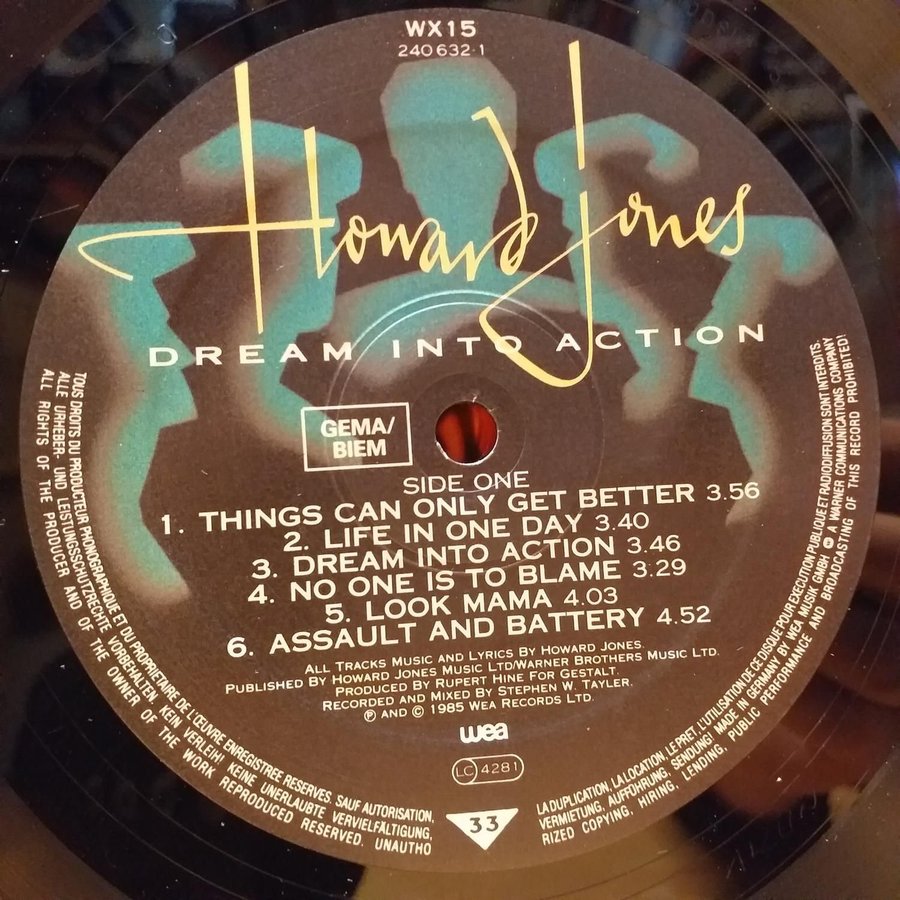 WX15
240 632-1
Howard Jones
DREAM INTO ACTION
GEMA/
BIEM
SIDE ONE
1. THINGS CAN ONLY GET BETTER 3.56
2. LIFE IN ONE DAY 3.40
3. DREAM INTO ACTION 3.46
4. NO ONE IS TO BLAME 3.29
5. LOOK MAMA 4.03
6. ASSAULT AND BATTERY 4.52
ALL TRACKS MUSIC AND LYRICS BY HOWARD JONES.
PUBLISHED BY HOWARD JONES MUSIC LTD/WARNER BROTHERS MUSIC LTD.
PRODUCED BY RUPERT HINE FOR GESTALT.
RECORDED AND MIXED BY STEPHEN W. TAYLER.
Ⓟ AND © 1985 WEA RECORDS LTD.
wea
LC 4281
33
TOUS DROITS DU PRODUCTEUR PHONOGRAPHIQUE ET DU PROPRIETAIRE DE L'ŒUVRE ENREGISTREE RESERVES. SAUF AUTORISATION,
ALLE URHEBER- UND LEISTUNGSSCHUTZRECHTE VORBEHALTEN, KEIN VERLEIH! KEINE UNERLAUBTE VERVIELFÄLTIGUNG,
ALL RIGHTS OF THE PRODUCER AND OF THE OWNER OF THE WORK REPRODUCED RESERVED. UNAUTHO
LA DUPLICATION, LA LOCATION, LE PRET, L'UTILISATION DE CE DISQUE POUR EXECUTION PUBLIQUE ET RADIODIFFUSION SONT INTERDITS.
VERMIETUNG, AUFFÜHRUNG, SENDUNG! MADE IN GERMANY BY WEA MUSIK GMBH A WARNER COMMUNICATIONS COMPANY
RIZED COPYING, HIRING, LENDING, PUBLIC PERFORMANCE AND BROADCASTING OF THIS RECORD PROHIBITED!